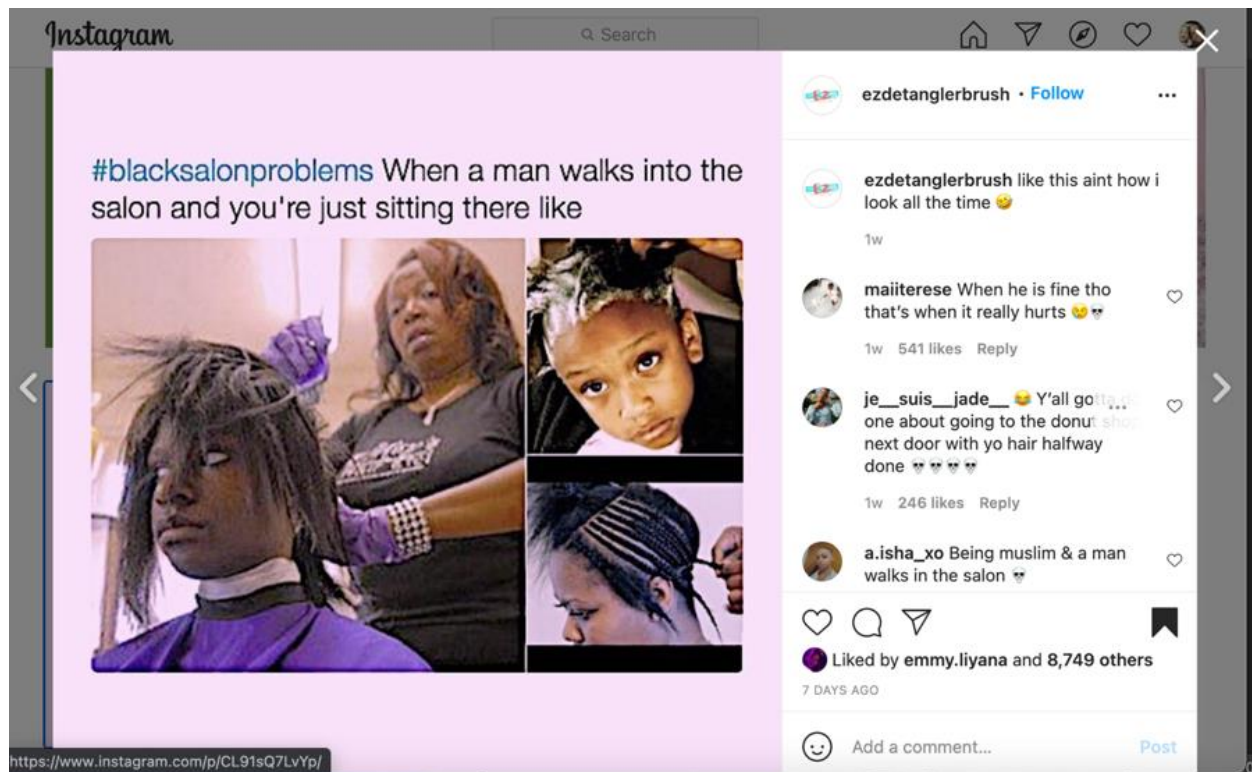 Instagram
Search
#blacksalonproblems When a man walks into the
salon and you're just sitting there like
ezdetanglerbrush • Follow
ezdetanglerbrush like this aint how i
look all the time 🤣
1w
maiiterese When he is fine tho
that's when it really hurts 😢💀
1w 541 likes Reply
je__suis__jade__ 😂 Y'all gotta do
one about going to the donut shop
next door with yo hair halfway
done 💀💀💀💀
1w 246 likes Reply
a.isha_xo Being muslim & a man
walks in the salon 💀
Liked by emmy.liyana and 8,749 others
7 DAYS AGO
Add a comment... Post
https://www.instagram.com/p/CL91sQ7LvYp/